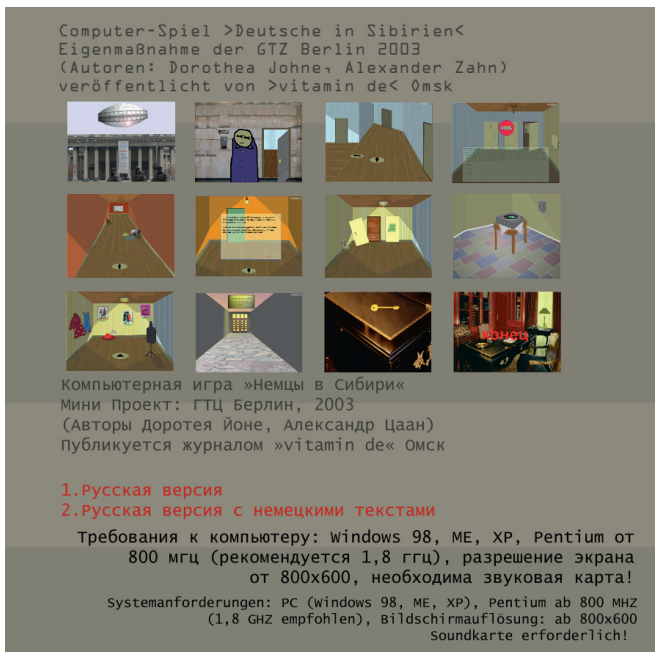 Computer-Spiel >Deutsche in Sibirien<
Eigenmaßnahme der GTZ Berlin 2003
(Autoren: Dorothea Johne, Alexander Zahn)
veröffentlicht von >vitamin de< Omsk
конец
Компьютерная игра »Немцы в Сибири«
Мини Проект: ГТЦ Берлин, 2003
(Авторы Доротея Йоне, Александр Цаан)
Публикуется журналом »vitamin de« Омск
1.Русская версия
2.Русская версия с немецкими текстами
Требования к компьютеру: Windows 98, ME, XP, Pentium от
800 мгц (рекомендуется 1,8 ггц), разрешение экрана
от 800x600, необходима звуковая карта!
Systemanforderungen: PC (Windows 98, ME, XP), Pentium ab 800 MHZ
(1,8 GHZ empfohlen), Bildschirmauflösung: ab 800x600
Soundkarte erforderlich!